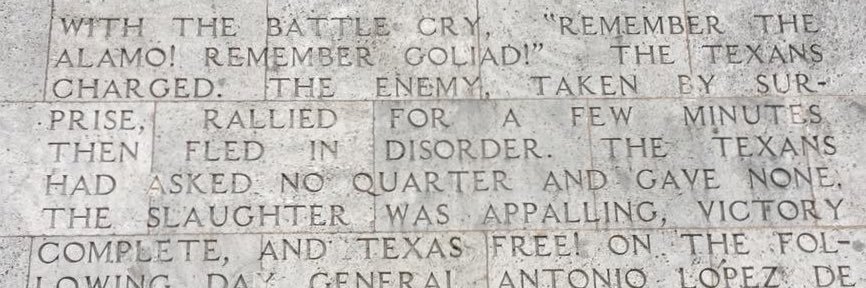 WITH THE BATTLE CRY, "REMEMBER THE
ALAMO! REMEMBER GOLIAD!" THE TEXANS
CHARGED. THE ENEMY, TAKEN BY SUR-
PRISE, RALLIED FOR A FEW MINUTES
THEN FLED IN DISORDER. THE TEXANS
HAD ASKED NO QUARTER AND GAVE NONE.
THE SLAUGHTER WAS APPALLING, VICTORY
COMPLETE, AND TEXAS FREE! ON THE FOL-
LOWING DAY GENERAL ANTONIO LOPEZ DE